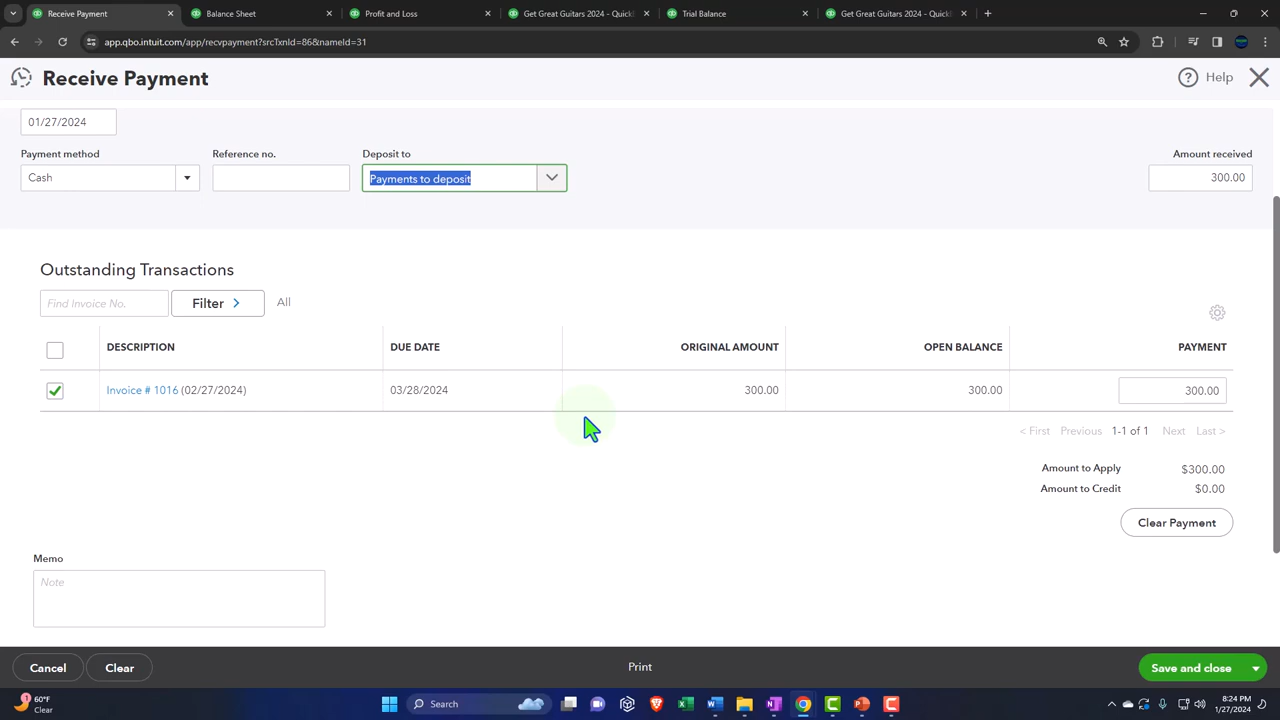 Receive Payment
Balance Sheet
Profit and Loss
Get Great Guitars 2024 - QuickB
Trial Balance
Get Great Guitars 2024 - QuickB
app.qbo.intuit.com/app/recvpayment?srcTxnId=86&nameId=31
Receive Payment
Help
01/27/2024
Payment method
Reference no.
Deposit to
Amount received
Cash
Payments to deposit
300.00
Outstanding Transactions
Find Invoice No.
Filter
All
DESCRIPTION
DUE DATE
ORIGINAL AMOUNT
OPEN BALANCE
PAYMENT
Invoice # 1016 (02/27/2024)
03/28/2024
300.00
300.00
300.00
< First
Previous
1-1 of 1
Next
Last >
Amount to Apply
$300.00
Amount to Credit
$0.00
Clear Payment
Memo
Note
Cancel
Clear
Print
Save and close
60°F
Clear
Search
8:24 PM
1/27/2024